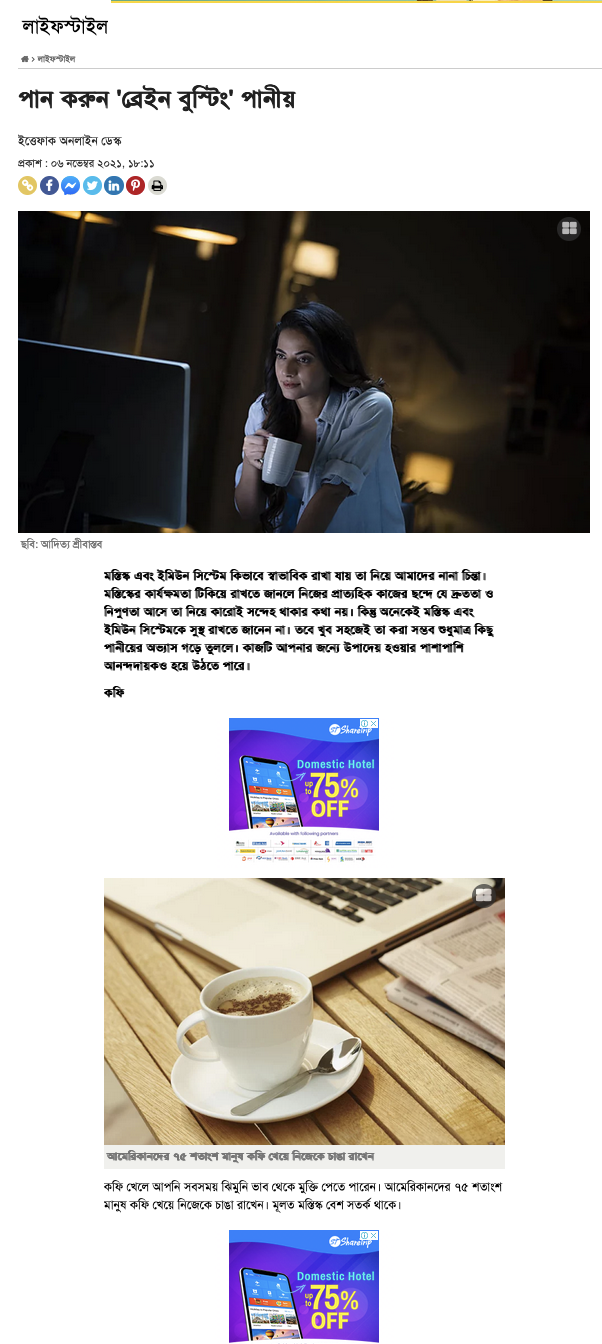 লাইফস্টাইল
> লাইফস্টাইল
পান করুন 'ব্রেইন বুস্টিং' পানীয়
ইত্তেফাক অনলাইন ডেস্ক
প্রকাশ : ০৬ নভেম্বর ২০২১, ১৮:১১
ছবি: আদিত্য শ্রীবাস্তব
মস্তিষ্ক এবং ইমিউন সিস্টেম কিভাবে স্বাভাবিক রাখা যায় তা নিয়ে আমাদের নানা চিন্তা।
মস্তিষ্কের কার্যক্ষমতা টিকিয়ে রাখতে জানলে নিজের প্রাত্যহিক কাজের ছন্দে যে দ্রুততা ও
নিপুণতা আসে তা নিয়ে কারোই সন্দেহ থাকার কথা নয়। কিন্তু অনেকেই মস্তিষ্ক এবং
ইমিউন সিস্টেমকে সুস্থ রাখতে জানেন না। তবে খুব সহজেই তা করা সম্ভব শুধুমাত্র কিছু
পানীয়ের অভ্যাস গড়ে তুললে। কাজটি আপনার জন্যে উপাদেয় হওয়ার পাশাপাশি
আনন্দদায়কও হয়ে উঠতে পারে।
কফি
ShareTrip
Domestic Hotel
up to 75%
OFF
Available with following partners
আমেরিকানদের ৭৫ শতাংশ মানুষ কফি খেয়ে নিজেকে চাঙা রাখেন
কফি খেলে আপনি সবসময় ঝিমুনি ভাব থেকে মুক্তি পেতে পারেন। আমেরিকানদের ৭৫ শতাংশ
মানুষ কফি খেয়ে নিজেকে চাঙা রাখেন। মূলত মস্তিষ্ক বেশ সতর্ক থাকে।
ShareTrip
Domestic Hotel
up to 75%
OFF